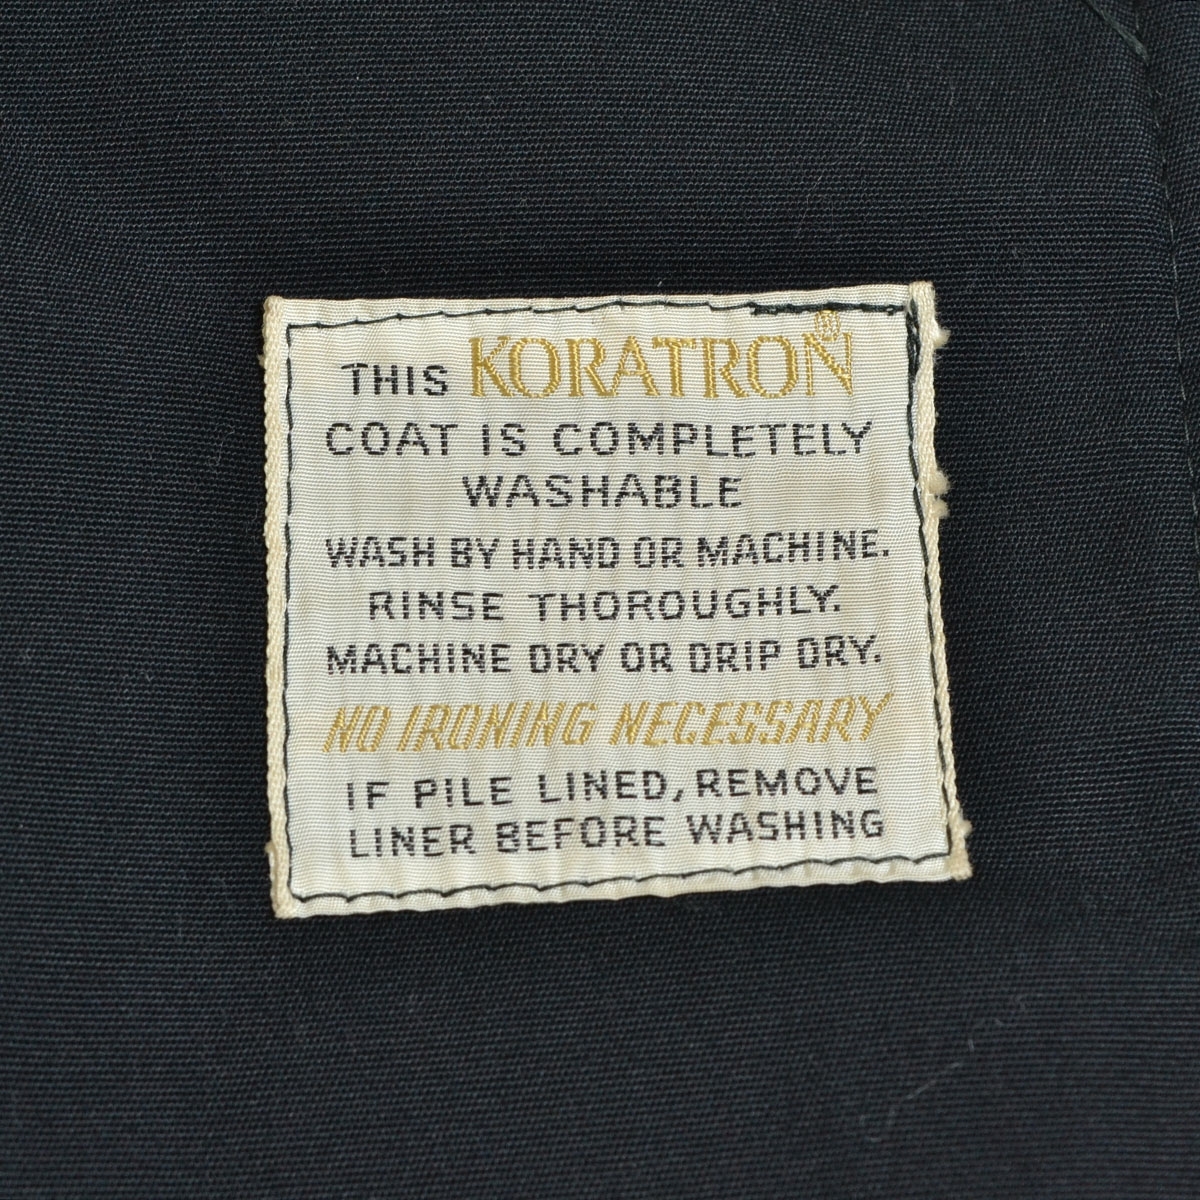 THIS KORATRON®
COAT IS COMPLETELY
WASHABLE
WASH BY HAND OR MACHINE.
RINSE THOROUGHLY.
MACHINE DRY OR DRIP DRY.
NO IRONING NECESSARY
IF PILE LINED, REMOVE
LINER BEFORE WASHING